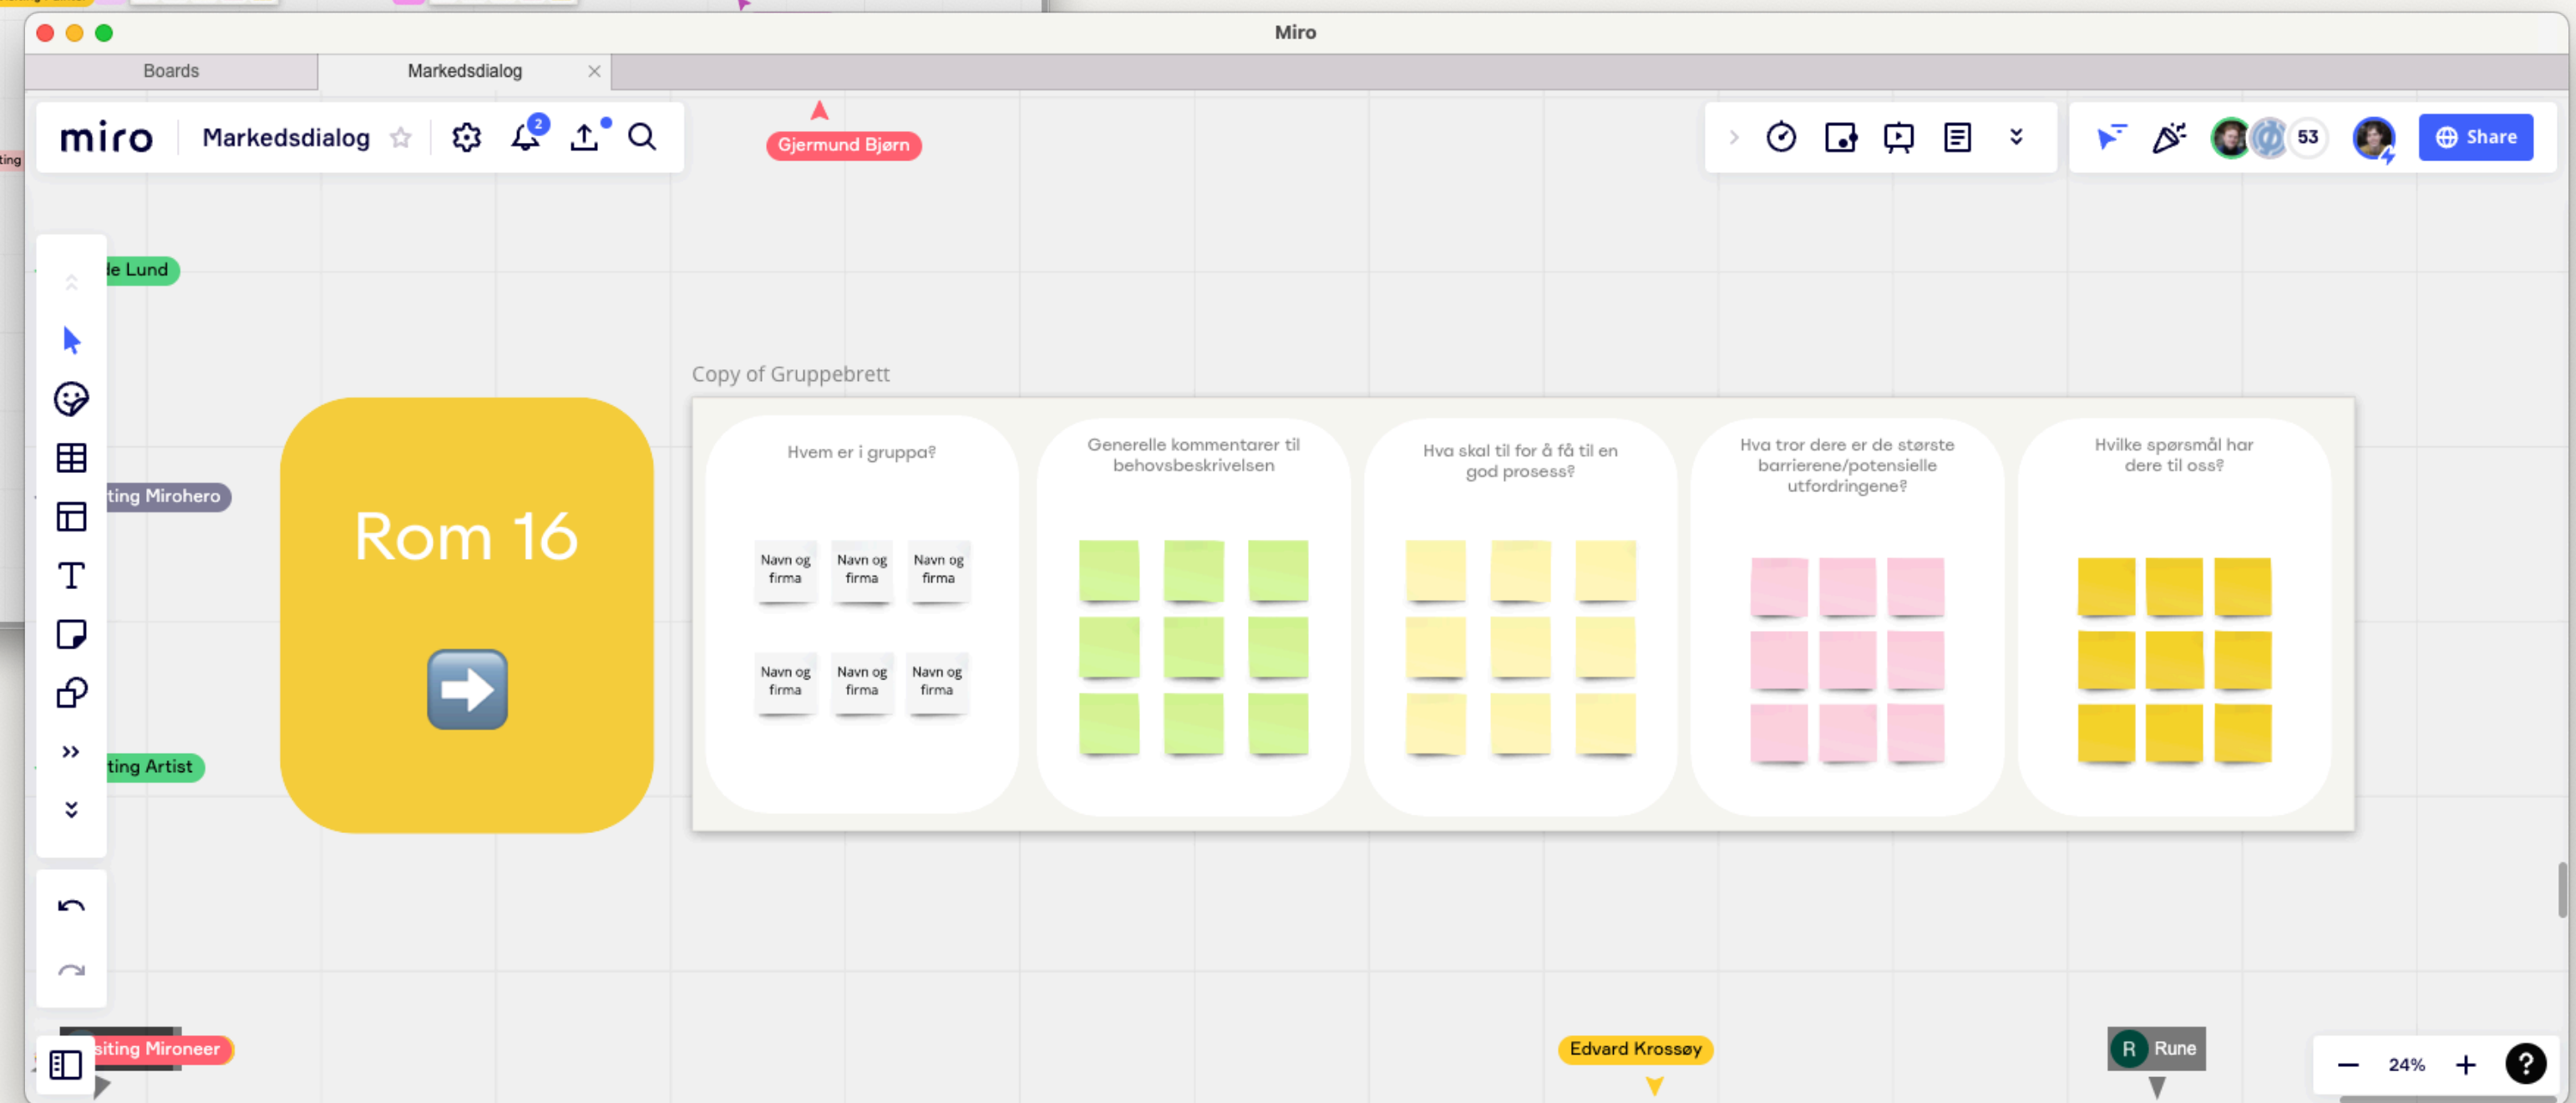 Miro
Boards
Markedsdialog
miro
Markedsdialog
2
Gjermund Bjørn
53
Share
ting
de Lund
ting Mirohero
ting Artist
Rom 16
Copy of Gruppebrett
Hvem er i gruppa?
Navn og
firma
Navn og
firma
Navn og
firma
Navn og
firma
Navn og
firma
Navn og
firma
Generelle kommentarer til
behovsbeskrivelsen
Hva skal til for å få til en
god prosess?
Hva tror dere er de største
barrierene/potensielle
utfordringene?
Hvilke spørsmål har
dere til oss?
siting Mironeer
Edvard Krossøy
R Rune
24%
?